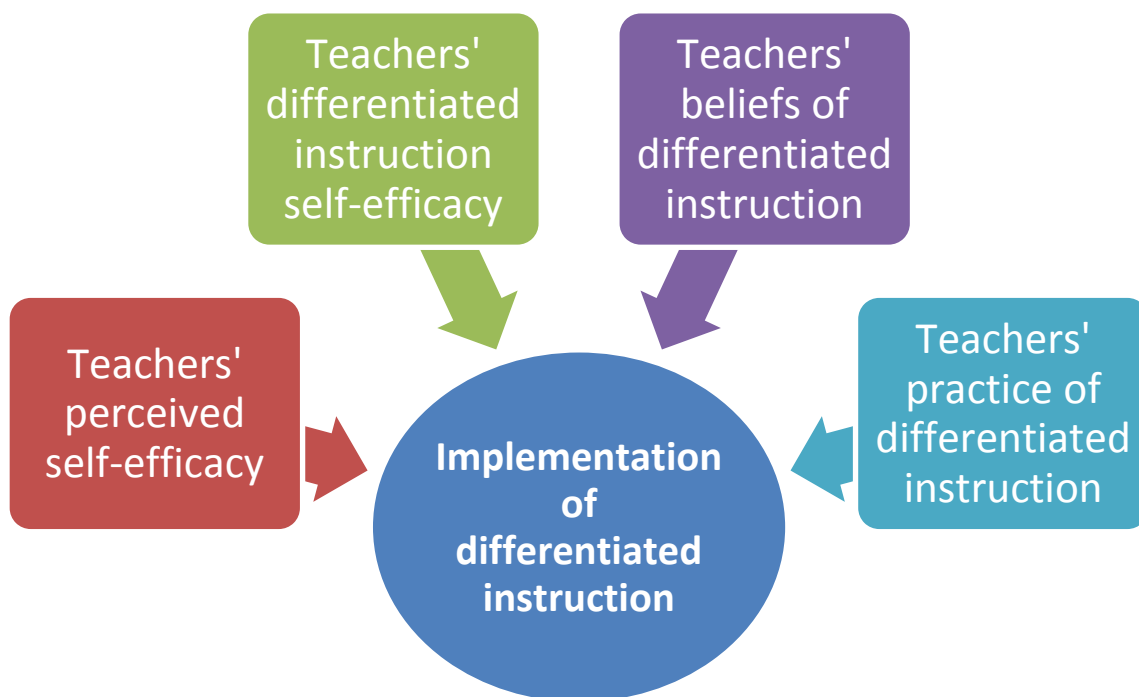 Teachers'
differentiated
instruction
self-efficacy
Teachers'
beliefs of
differentiated
instruction
Teachers'
perceived
self-efficacy
Teachers'
practice of
differentiated
instruction
Implementation
of
differentiated
instruction